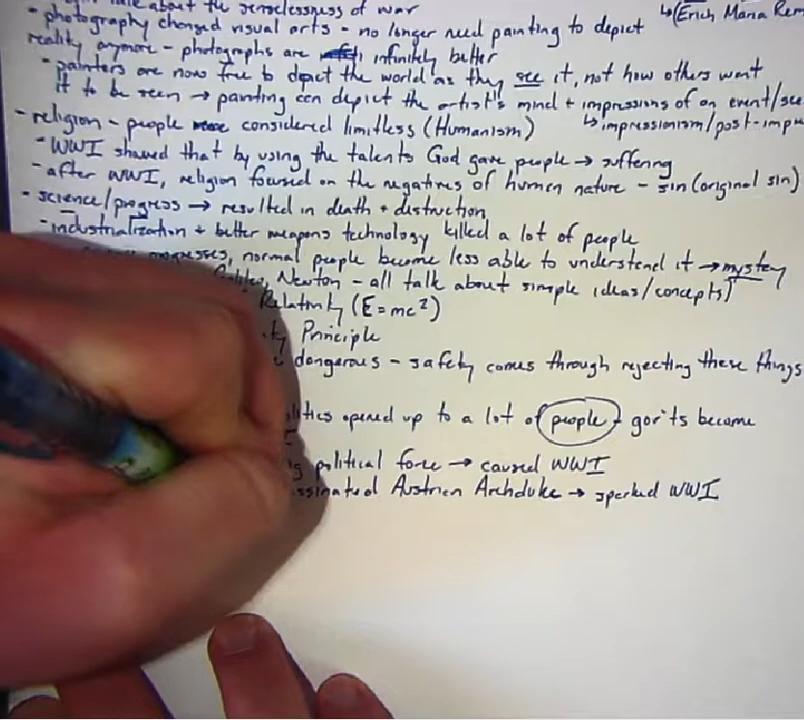 about the senselessness of war
↳(Erich Maria Rem
- photography changed visual arts - no longer need painting to depict
reality anymore - photographs are infinitely better
- painters are now free to depict the world as they see it, not how others want
it to be seen → painting can depict the artist's mind + impressions of an event/sce
↳impressionism/post-impr
- religion - people considered limitless (Humanism)
- WWI showed that by using the talents God gave people → suffering
- after WWI, religion focused on the negatives of human nature - sin (original sin)
- science/progress → resulted in death + destruction
- industrialization + better weapons technology killed a lot of people
progresses, normal people become less able to understand it → mystery
Newton - all talk about simple ideas/concepts
Relativity (E=mc²)
ty Principle
dangerous - safety comes through rejecting these things
litics opened up to a lot of people + gov'ts become
political force → caused WWI
ssinated Austrian Archduke → sparked WWI